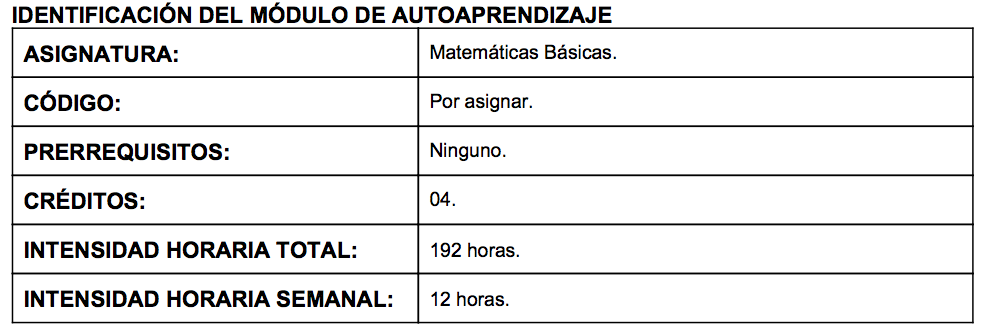 IDENTIFICACIÓN DEL MÓDULO DE AUTOAPRENDIZAJE
ASIGNATURA: Matemáticas Básicas.
CÓDIGO: Por asignar.
PRERREQUISITOS: Ninguno.
CRÉDITOS: 04.
INTENSIDAD HORARIA TOTAL: 192 horas.
INTENSIDAD HORARIA SEMANAL: 12 horas.